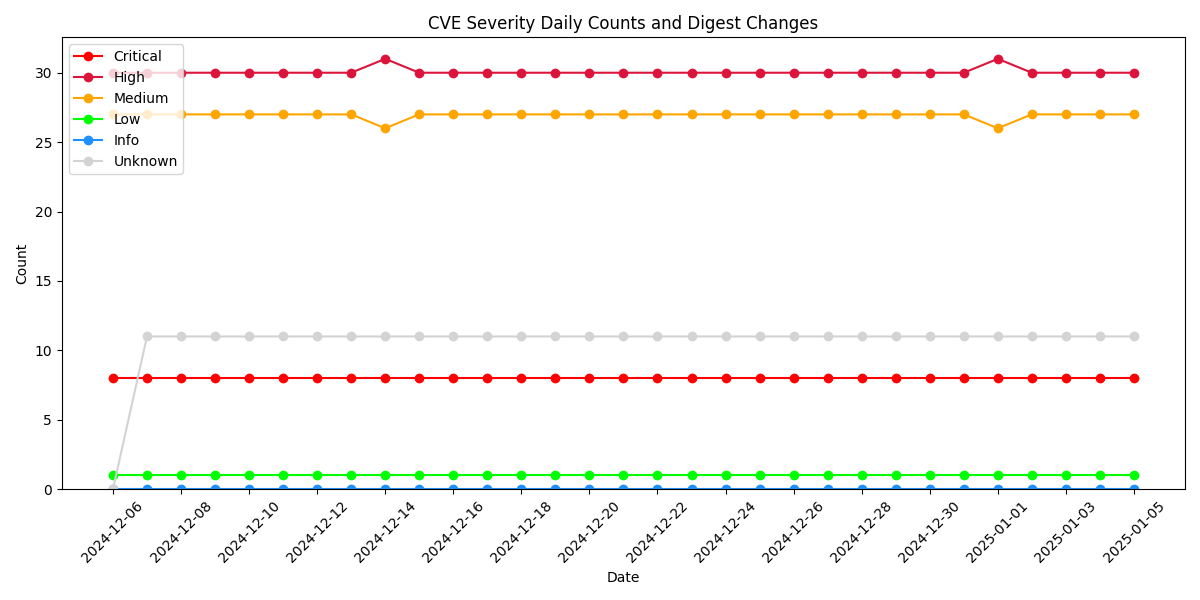 CVE Severity Daily Counts and Digest Changes
Critical
High
Medium
Low
Info
Unknown
Count
30
25
20
15
10
5
0
2024-12-06
2024-12-08
2024-12-10
2024-12-12
2024-12-14
2024-12-16
2024-12-18
2024-12-20
2024-12-22
2024-12-24
2024-12-26
2024-12-28
2024-12-30
2025-01-01
2025-01-03
2025-01-05
Date